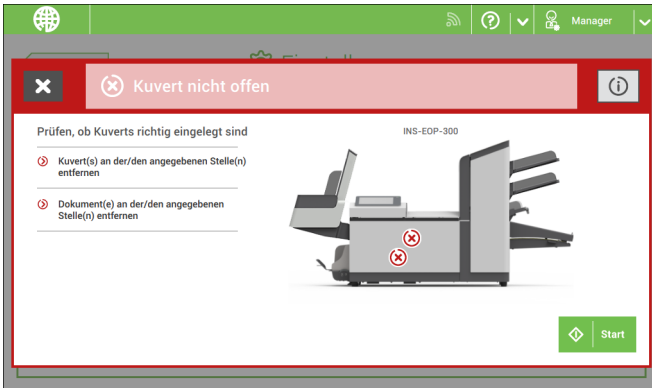 Manager
Kuvert nicht offen
Prüfen, ob Kuverts richtig eingelegt sind
INS-EOP-300
Kuvert(s) an der/den angegebenen Stelle(n)
entfernen
Dokument(e) an der/den angegebenen
Stelle(n) entfernen
Start